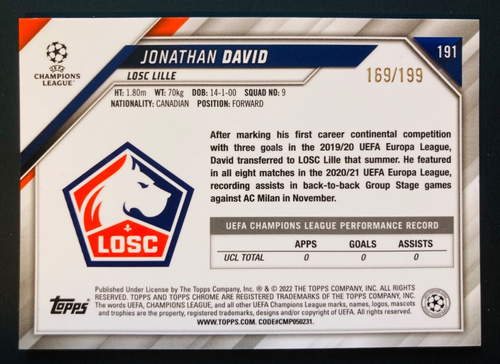 UEFA
CHAMPIONS
LEAGUE®
JONATHAN DAVID
191
LOSC LILLE
169/199
HT: 1.80m WT: 70kg DOB: 14-1-00 SQUAD NO: 9
NATIONALITY: CANADIAN POSITION: FORWARD
After marking his first career continental competition
with three goals in the 2019/20 UEFA Europa League,
David transferred to LOSC Lille that summer. He featured
in all eight matches in the 2020/21 UEFA Europa League,
recording assists in back-to-back Group Stage games
against AC Milan in November.
LOSC
UEFA CHAMPIONS LEAGUE PERFORMANCE RECORD
APPS GOALS ASSISTS
UCL TOTAL 0 0 0
Topps
Published Under License by The Topps Company, Inc. ® & © 2022 THE TOPPS COMPANY, INC. ALL
RIGHTS RESERVED. TOPPS AND TOPPS CHROME ARE REGISTERED TRADEMARKS OF THE TOPPS COMPANY, INC.
The words UEFA, CHAMPIONS LEAGUE, and all other UEFA Champions League marks, names, logos, mascots
and trophies are the property, registered trademarks, designs and/or copyright of UEFA. All rights reserved.
WWW.TOPPS.COM. CODE#CMP050231.